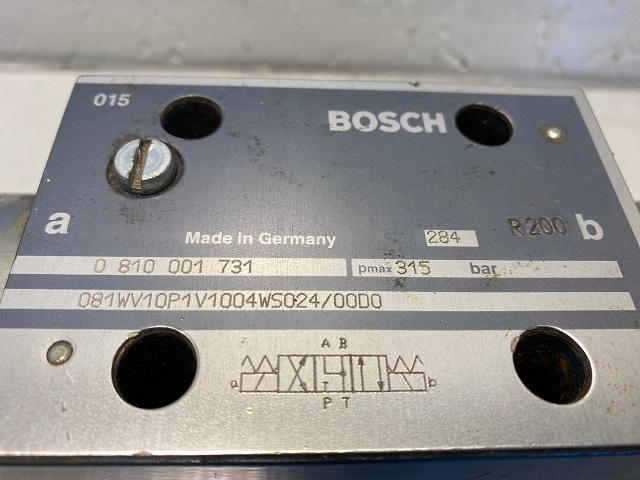 015
BOSCH
a
Made in Germany
284
R200 b
0 810 001 731
pmax 315 bar
081WV10P1V1004WS024/00D0
A B
a b
P T